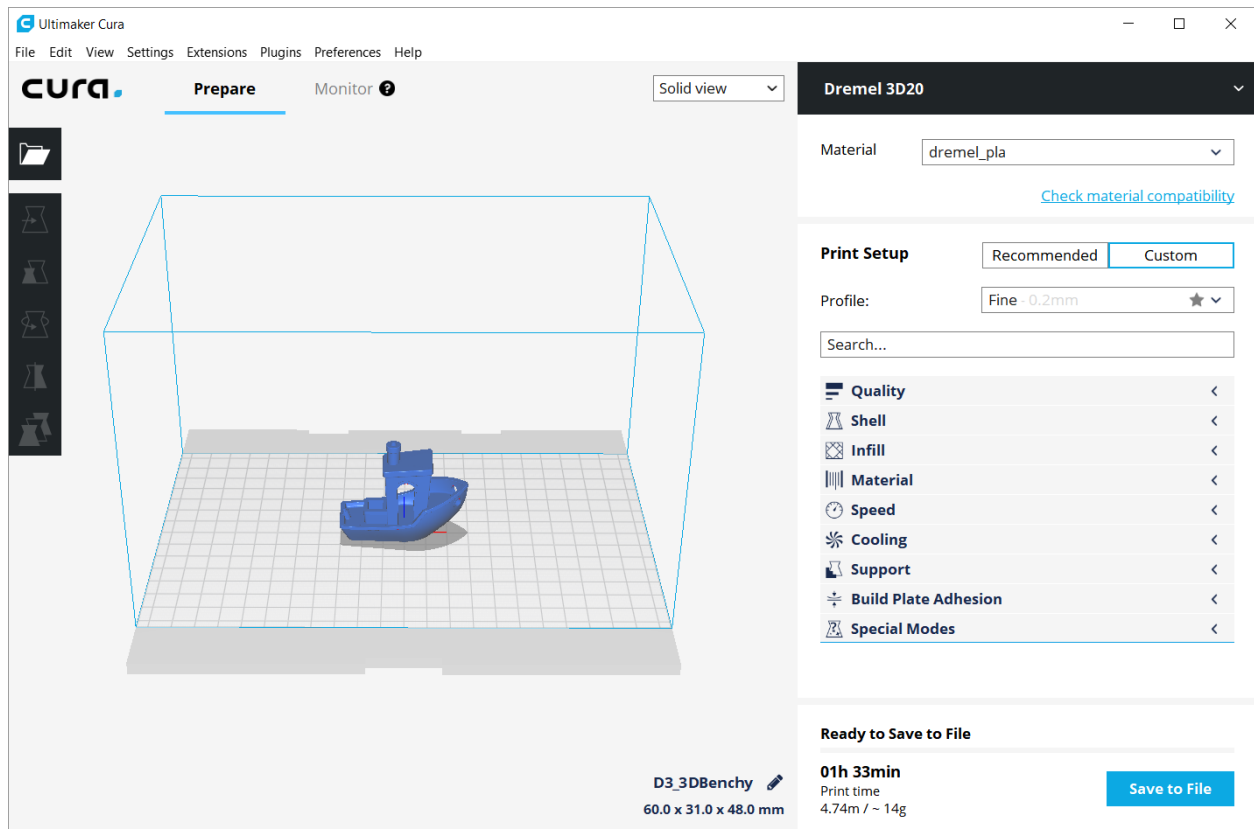 Ultimaker Cura
File Edit View Settings Extensions Plugins Preferences Help
cura.
Prepare
Monitor ?
Solid view
Dremel 3D20
Material
dremel_pla
Check material compatibility
Print Setup
Recommended
Custom
Profile:
Fine - 0.2mm
Search...
Quality
Shell
Infill
Material
Speed
Cooling
Support
Build Plate Adhesion
Special Modes
D3_3DBenchy
60.0 x 31.0 x 48.0 mm
Ready to Save to File
01h 33min
Print time
4.74m / ~ 14g
Save to File